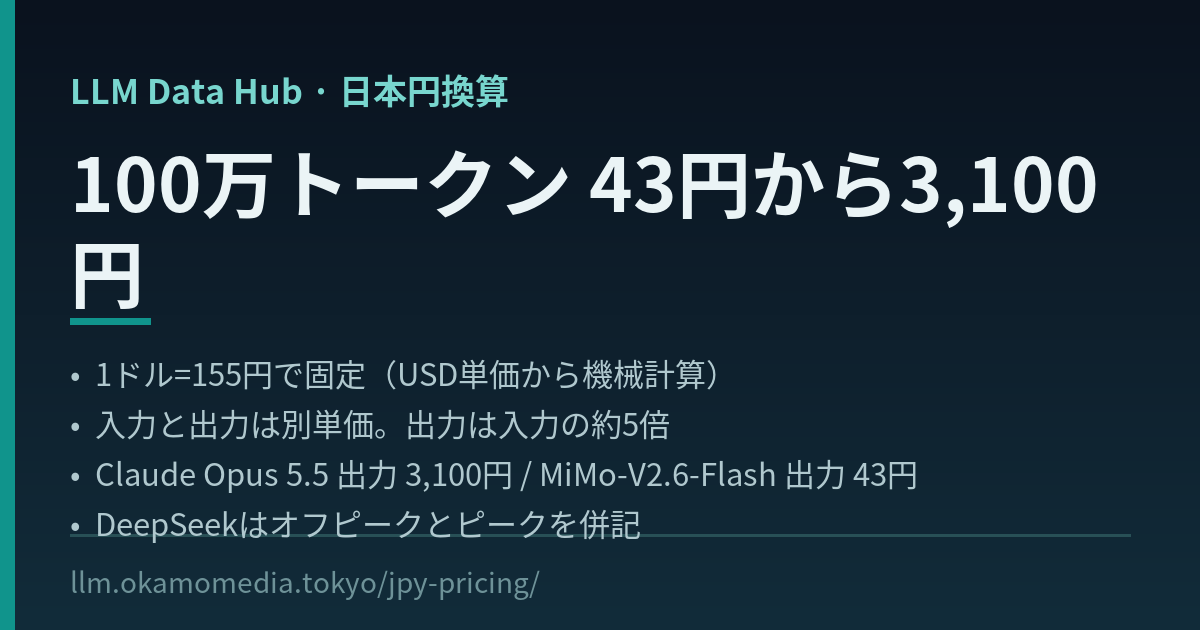 LLM Data Hub · 日本円換算
100万トークン 43円から3,100
円
• 1ドル=155円で固定（USD単価から機械計算）
• 入力と出力は別単価。出力は入力の約5倍
• Claude Opus 5.5 出力 3,100円 / MiMo-V2.6-Flash 出力 43円
• DeepSeekはオフピークとピークを併記
llm.okamomedia.tokyo/jpy-pricing/